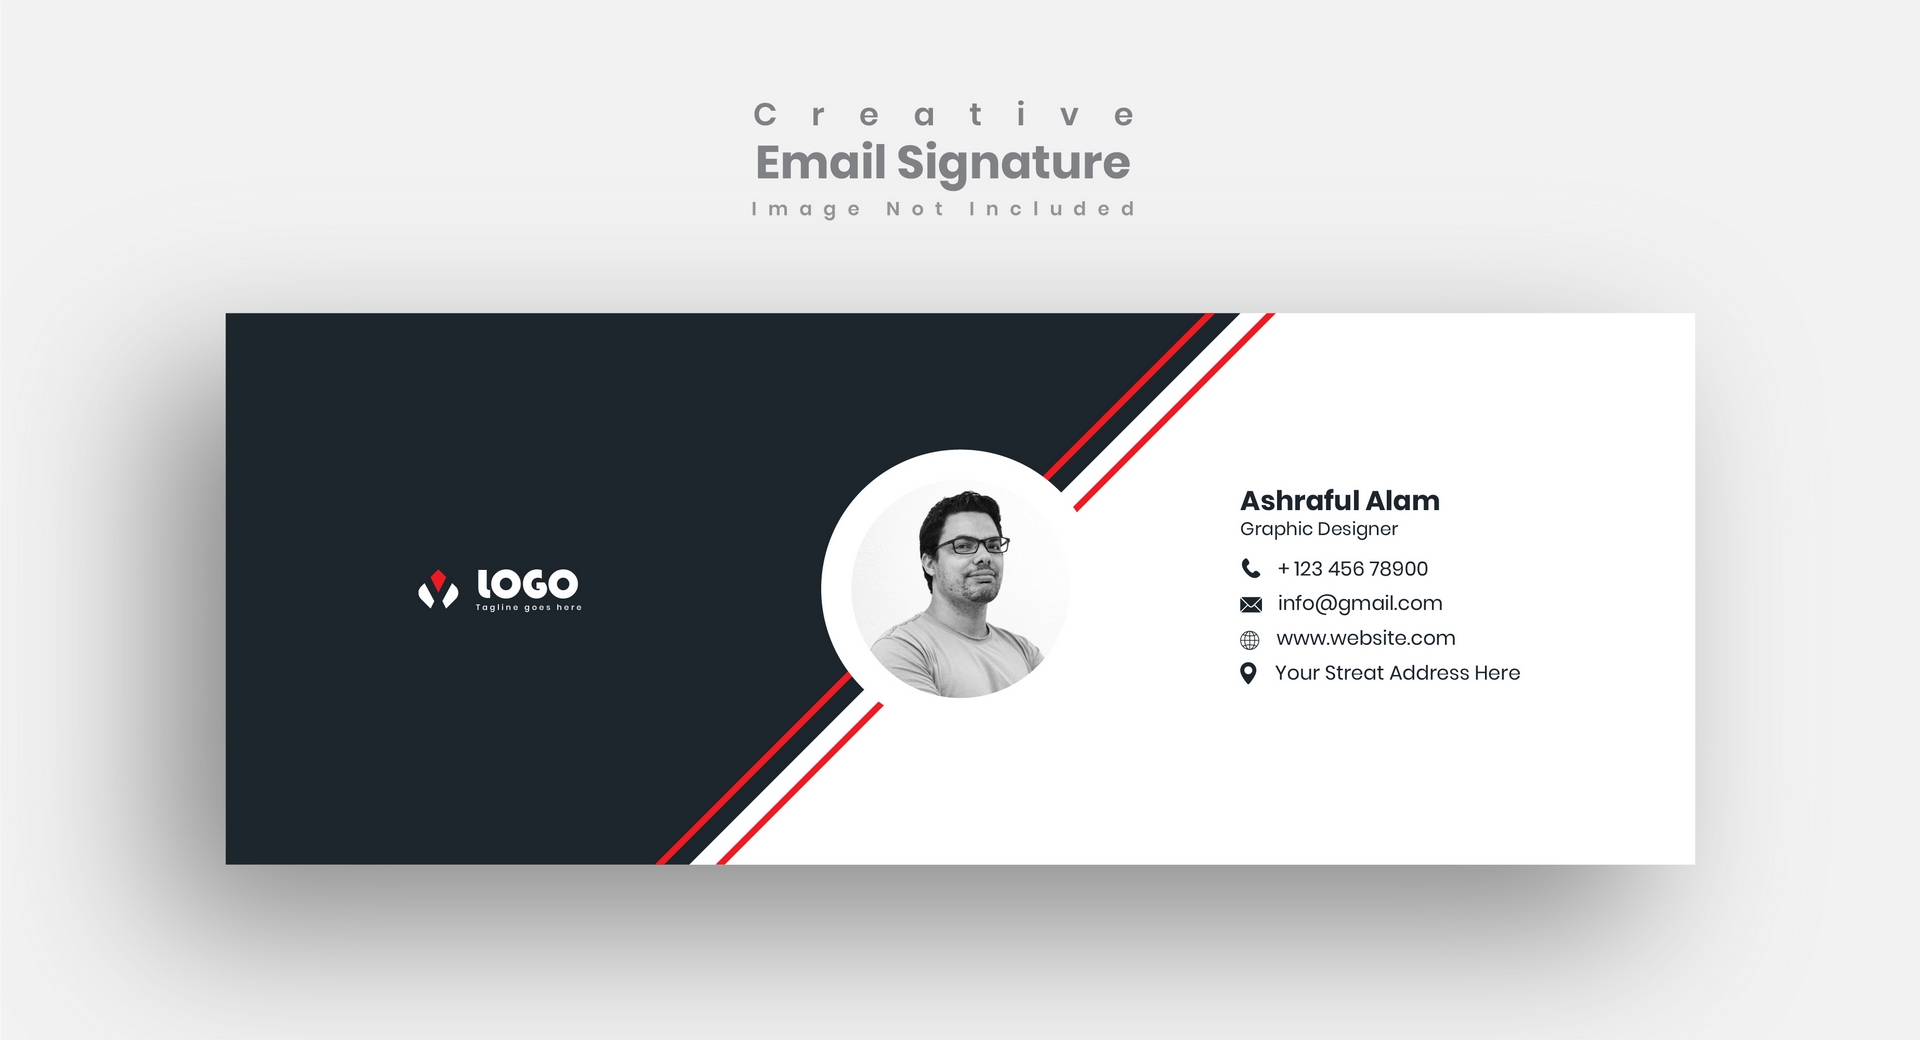 Creative
Email Signature
Image Not Included
LOGO
Tagline goes here
Ashraful Alam
Graphic Designer
+123 456 78900
info@gmail.com
www.website.com
Your Streat Address Here